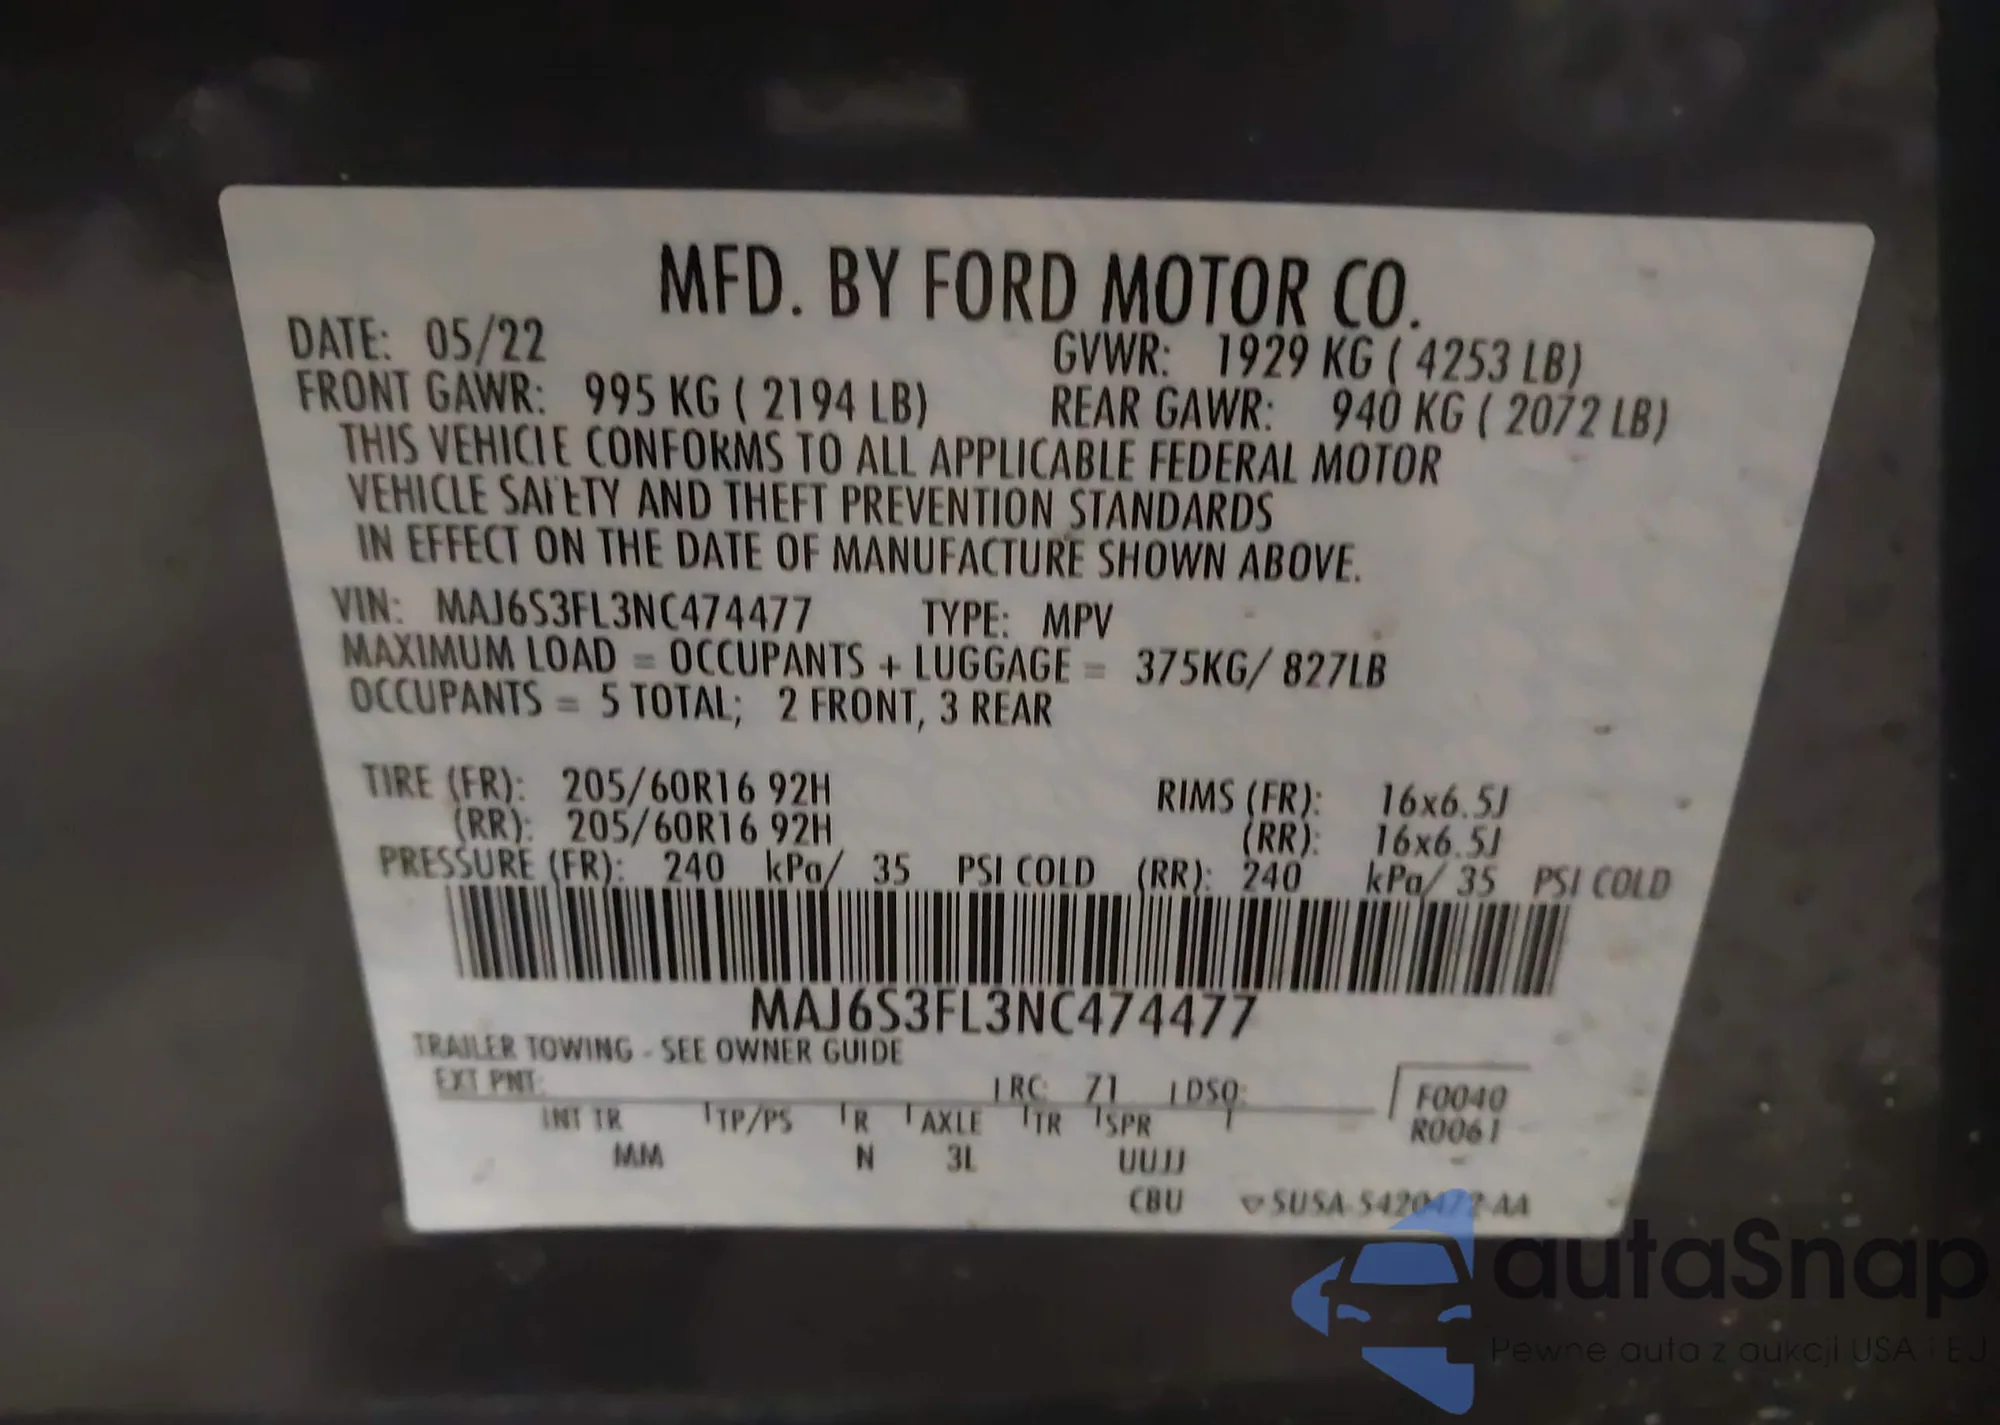 MFD. BY FORD MOTOR CO.
DATE: 05/22 GVWR: 1929 KG ( 4253 LB)
FRONT GAWR: 995 KG ( 2194 LB) REAR GAWR: 940 KG ( 2072 LB)
THIS VEHICLE CONFORMS TO ALL APPLICABLE FEDERAL MOTOR
VEHICLE SAFETY AND THEFT PREVENTION STANDARDS
IN EFFECT ON THE DATE OF MANUFACTURE SHOWN ABOVE.
VIN: MAJ6S3FL3NC474477 TYPE: MPV
MAXIMUM LOAD = OCCUPANTS + LUGGAGE = 375KG/ 827LB
OCCUPANTS = 5 TOTAL; 2 FRONT, 3 REAR
TIRE (FR): 205/60R16 92H RIMS (FR): 16x6.5J
(RR): 205/60R16 92H (RR): 16x6.5J
PRESSURE (FR): 240 kPa/ 35 PSI COLD (RR): 240 kPa/ 35 PSI COLD
MAJ6S3FL3NC474477
TRAILER TOWING - SEE OWNER GUIDE
EXT PNT: RC: 71 DSO:
INT TR TP/PS R AXLE TR SPR
F0040
R0061
MM N 3L UUJJ
CBU SUSA-5420472-AA
autaSnap
Pewne auta z aukcji USA i EJ